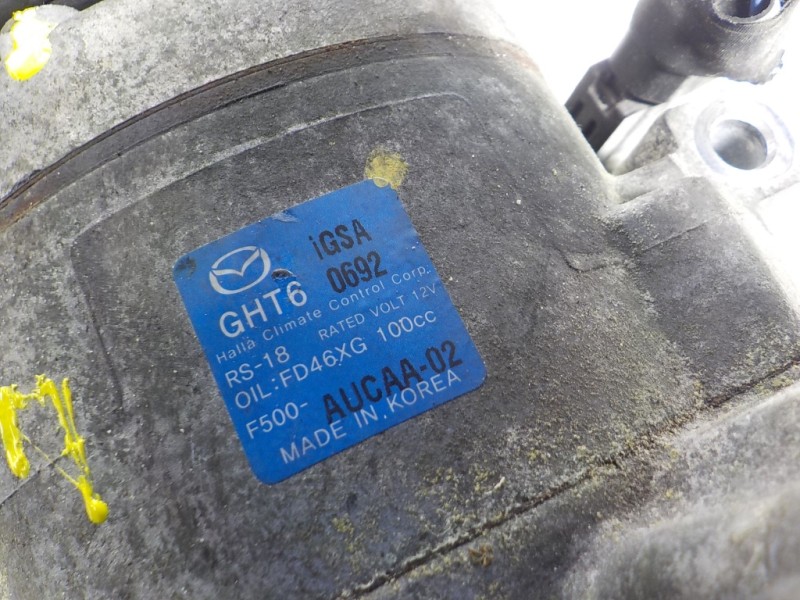 iGSA
GHT6 0692
Halla Climate Control Corp.
RS-18 RATED VOLT 12V
OIL:FD46XG 100cc
F500- AUCAA-02
MADE IN KOREA